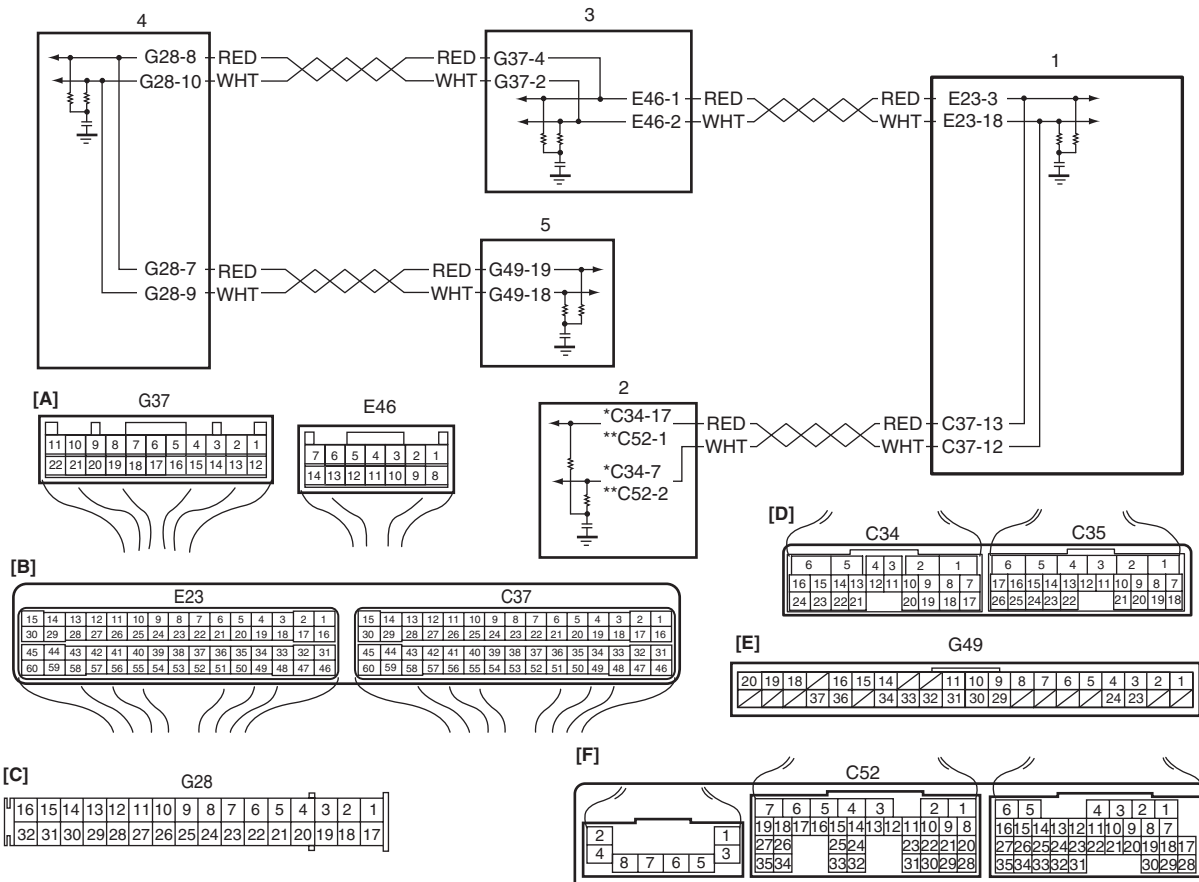 4
3
1
G28-8 RED RED G37-4
G28-10 WHT WHT G37-2
E46-1 RED RED E23-3
E46-2 WHT WHT E23-18
5
G28-7 RED RED G49-19
G28-9 WHT WHT G49-18
2
*C34-17 RED RED C37-13
**C52-1 WHT WHT C37-12
*C34-7
**C52-2
[A]
G37
11 10 9 8 7 6 5 4 3 2 1
22 21 20 19 18 17 16 15 14 13 12
E46
7 6 5 4 3 2 1
14 13 12 11 10 9 8
[B]
E23
15 14 13 12 11 10 9 8 7 6 5 4 3 2 1
30 29 28 27 26 25 24 23 22 21 20 19 18 17 16
45 44 43 42 41 40 39 38 37 36 35 34 33 32 31
60 59 58 57 56 55 54 53 52 51 50 49 48 47 46
C37
15 14 13 12 11 10 9 8 7 6 5 4 3 2 1
30 29 28 27 26 25 24 23 22 21 20 19 18 17 16
45 44 43 42 41 40 39 38 37 36 35 34 33 32 31
60 59 58 57 56 55 54 53 52 51 50 49 48 47 46
[C]
G28
16 15 14 13 12 11 10 9 8 7 6 5 4 3 2 1
32 31 30 29 28 27 26 25 24 23 22 21 20 19 18 17
[D]
C34
6 5 4 3 2 1
16 15 14 13 12 11 10 9 8 7
24 23 22 21 20 19 18 17
C35
6 5 4 3 2 1
17 16 15 14 13 12 11 10 9 8 7
26 25 24 23 22 21 20 19 18
[E]
G49
20 19 18 16 15 14 11 10 9 8 7 6 5 4 3 2 1
37 36 34 33 32 31 30 29 24 23
[F]
2 1
4 3
8 7 6 5
C52
7 6 5 4 3 2 1
19 18 17 16 15 14 13 12 11 10 9 8
27 26 25 24 23 22 21 20
35 34 33 32 31 30 29 28
6 5 4 3 2 1
16 15 14 13 12 11 10 9 8 7
27 26 25 24 23 22 21 20 19 18 17
35 34 33 32 31 30 29 28